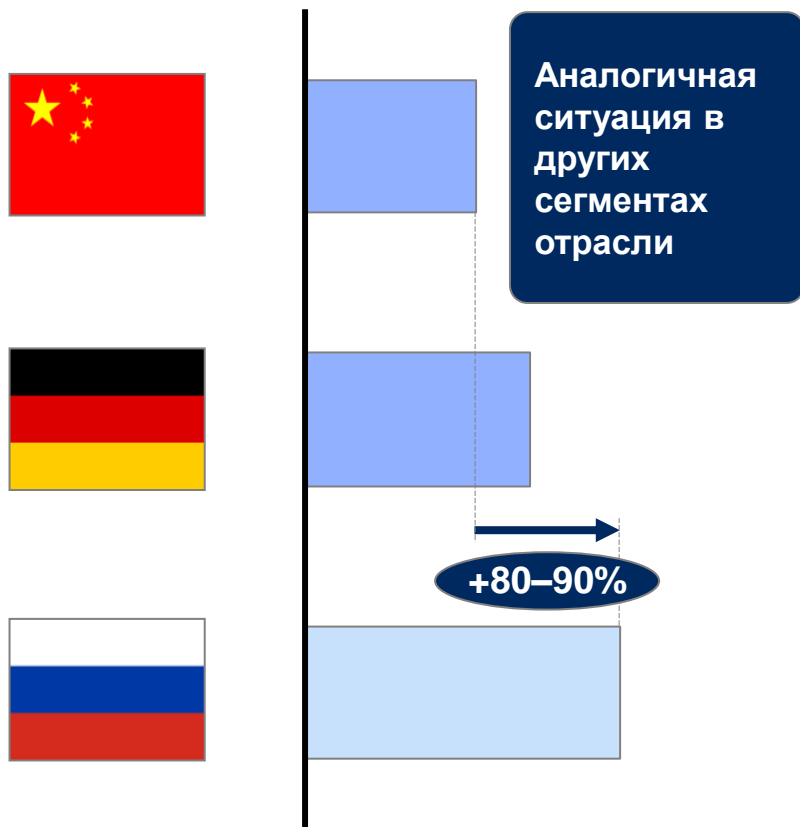 Аналогичная
ситуация в
других
сегментах
отрасли
+80–90%